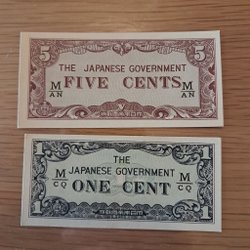 5 5
THE JAPANESE GOVERNMENT
M FIVE CENTS M
AN AN
THE
JAPANESE GOVERNMENT
M M
CQ ONE CENT CQ
1 1